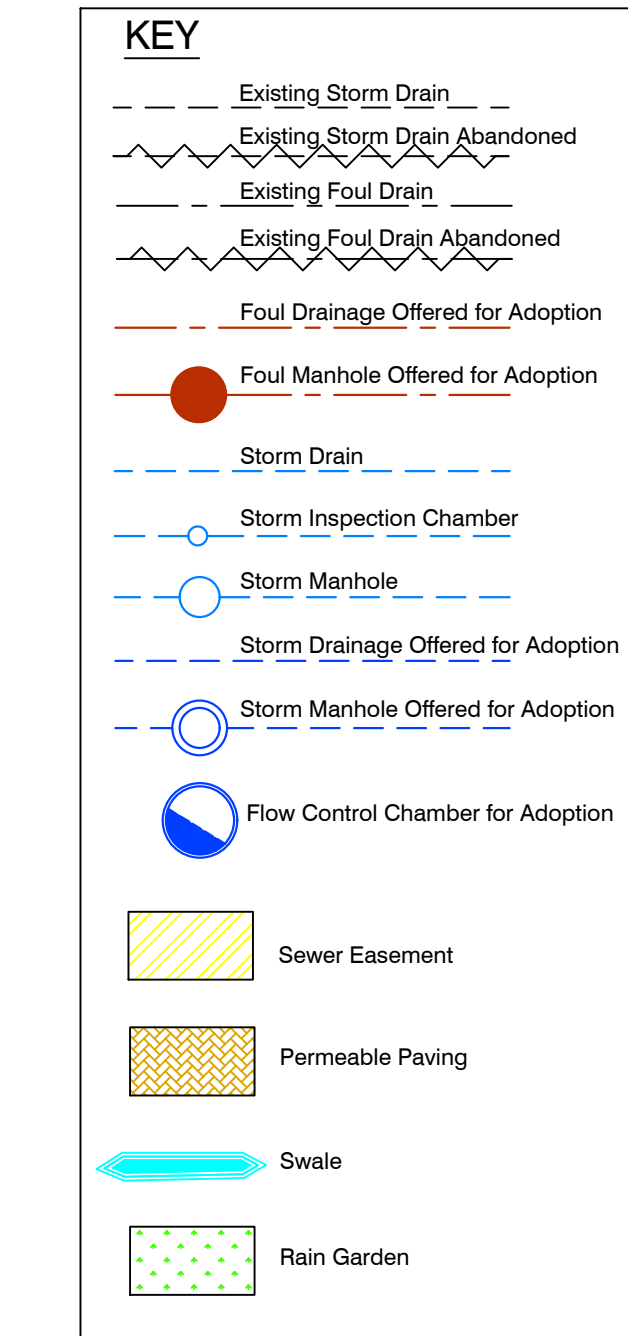 KEY
Existing Storm Drain
Existing Storm Drain Abandoned
Existing Foul Drain
Existing Foul Drain Abandoned
Foul Drainage Offered for Adoption
Foul Manhole Offered for Adoption
Storm Drain
Storm Inspection Chamber
Storm Manhole
Storm Drainage Offered for Adoption
Storm Manhole Offered for Adoption
Flow Control Chamber for Adoption
Sewer Easement
Permeable Paving
Swale
Rain Garden